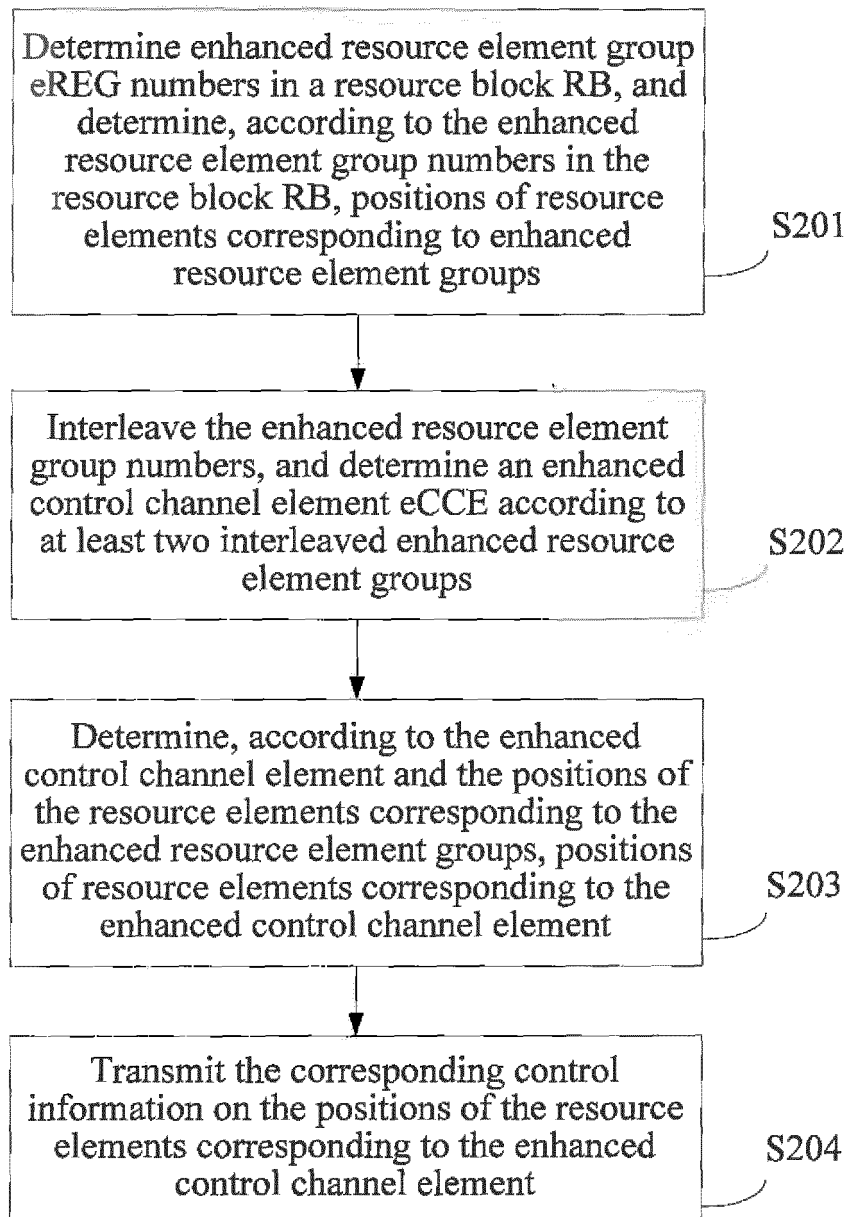 Determine enhanced resource element group
eREG numbers in a resource block RB, and
determine, according to the enhanced
resource element group numbers in the
resource block RB, positions of resource
elements corresponding to enhanced
resource element groups
S201
Interleave the enhanced resource element
group numbers, and determine an enhanced
control channel element eCCE according to
at least two interleaved enhanced resource
element groups
S202
Determine, according to the enhanced
control channel element and the positions of
the resource elements corresponding to the
enhanced resource element groups, positions
of resource elements corresponding to the
enhanced control channel element
S203
Transmit the corresponding control
information on the positions of the resource
elements corresponding to the enhanced
control channel element
S204